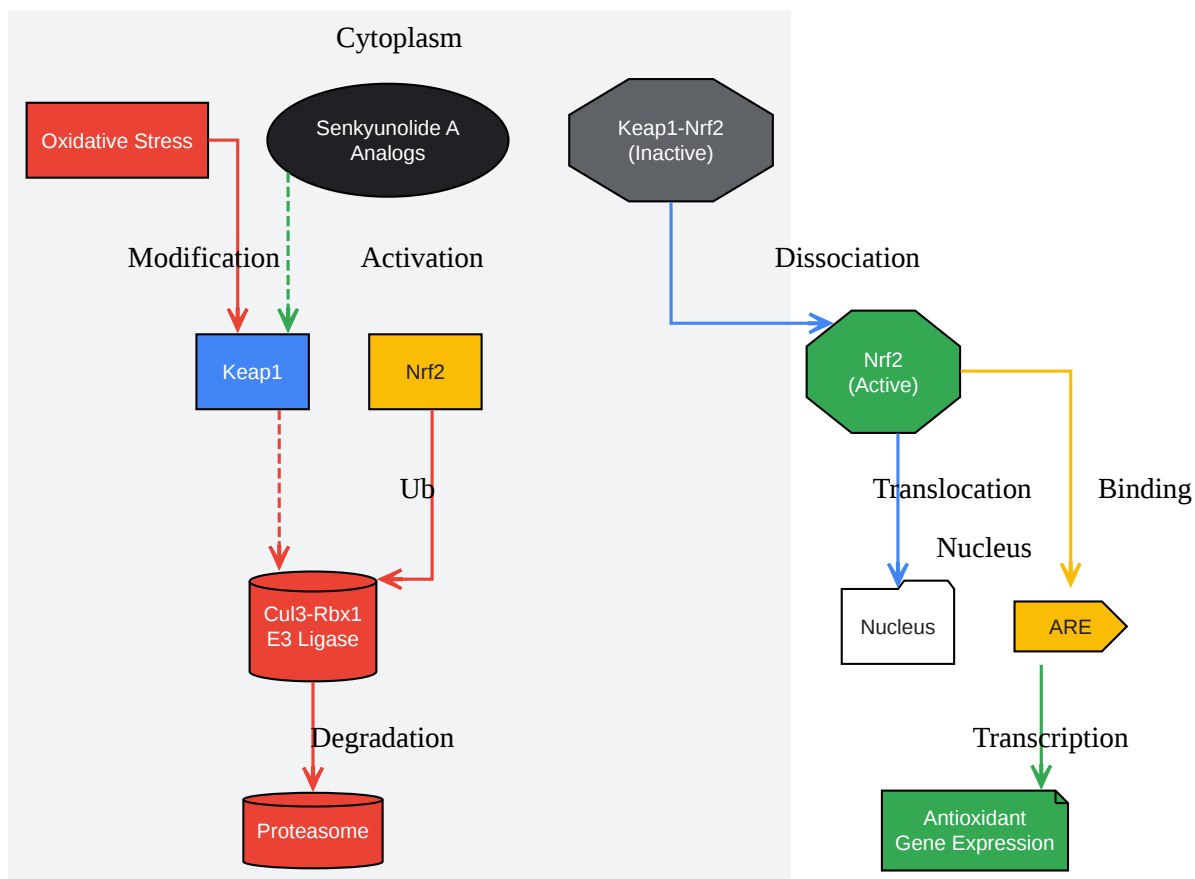 Cytoplasm
Oxidative Stress
Senkyunolide A
Analogs
Keap1-Nrf2
(Inactive)
Modification
Activation
Dissociation
Keap1
Nrf2
Nrf2
(Active)
Ub
Translocation
Binding
Nucleus
Cul3-Rbx1
E3 Ligase
Nucleus
ARE
Degradation
Transcription
Proteasome
Antioxidant
Gene Expression